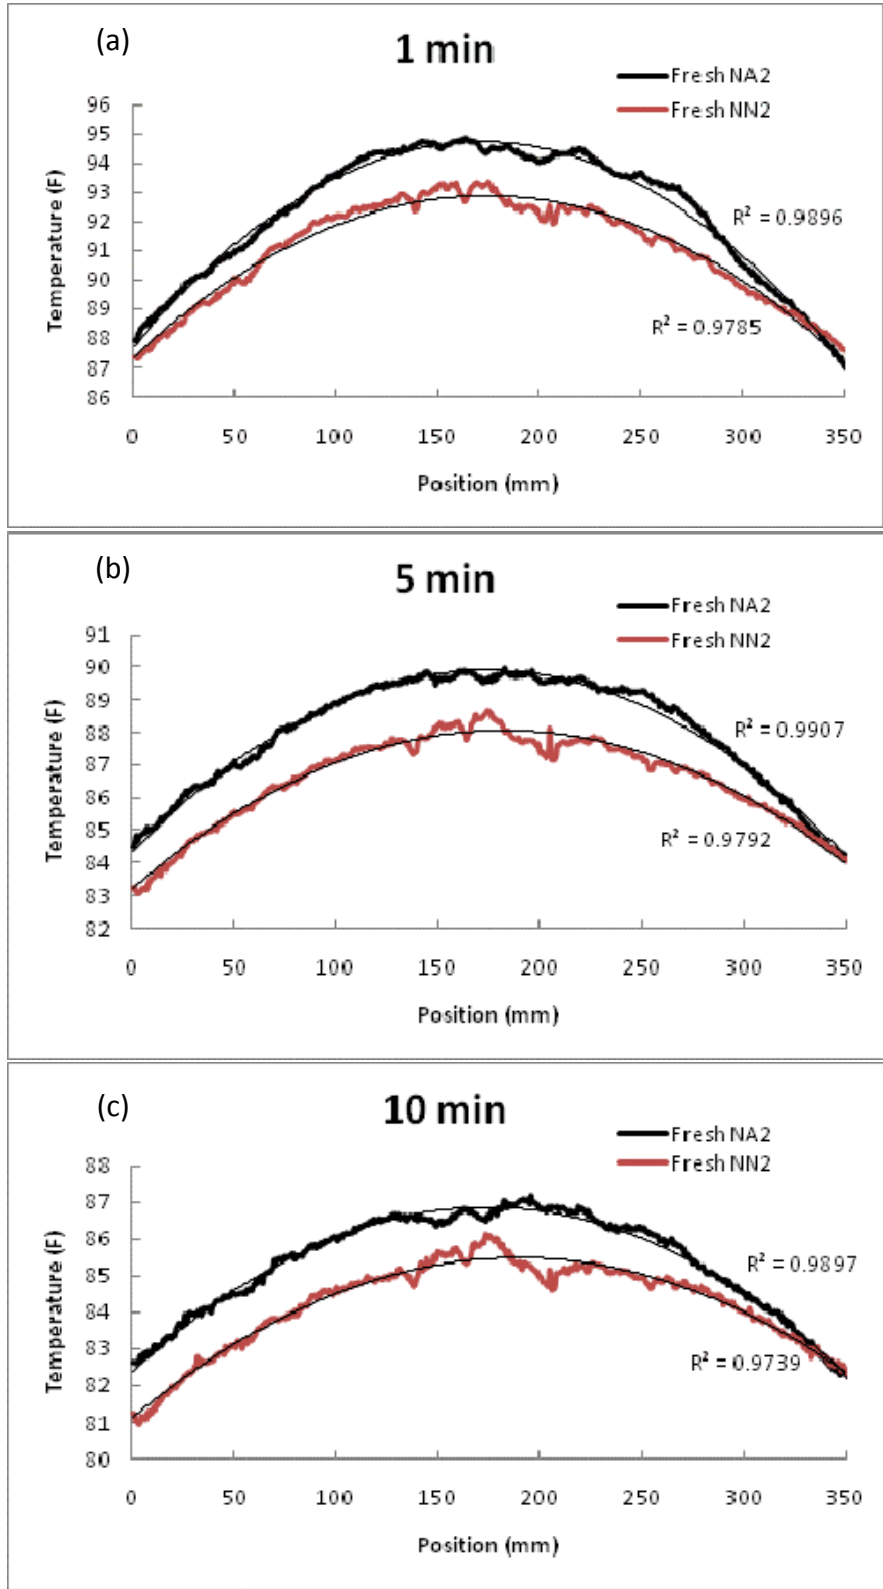 (a)
1 min
Fresh NA2
Fresh NN2
96
95
94
93
92
91
90
89
88
87
86
Temperature (F)
R² = 0.9896
R² = 0.9785
0 50 100 150 200 250 300 350
Position (mm)
(b)
5 min
Fresh NA2
Fresh NN2
91
90
89
88
87
86
85
84
83
82
Temperature (F)
R² = 0.9907
R² = 0.9792
0 50 100 150 200 250 300 350
Position (mm)
(c)
10 min
Fresh NA2
Fresh NN2
88
87
86
85
84
83
82
81
80
Temperature (F)
R² = 0.9897
R² = 0.9739
0 50 100 150 200 250 300 350
Position (mm)